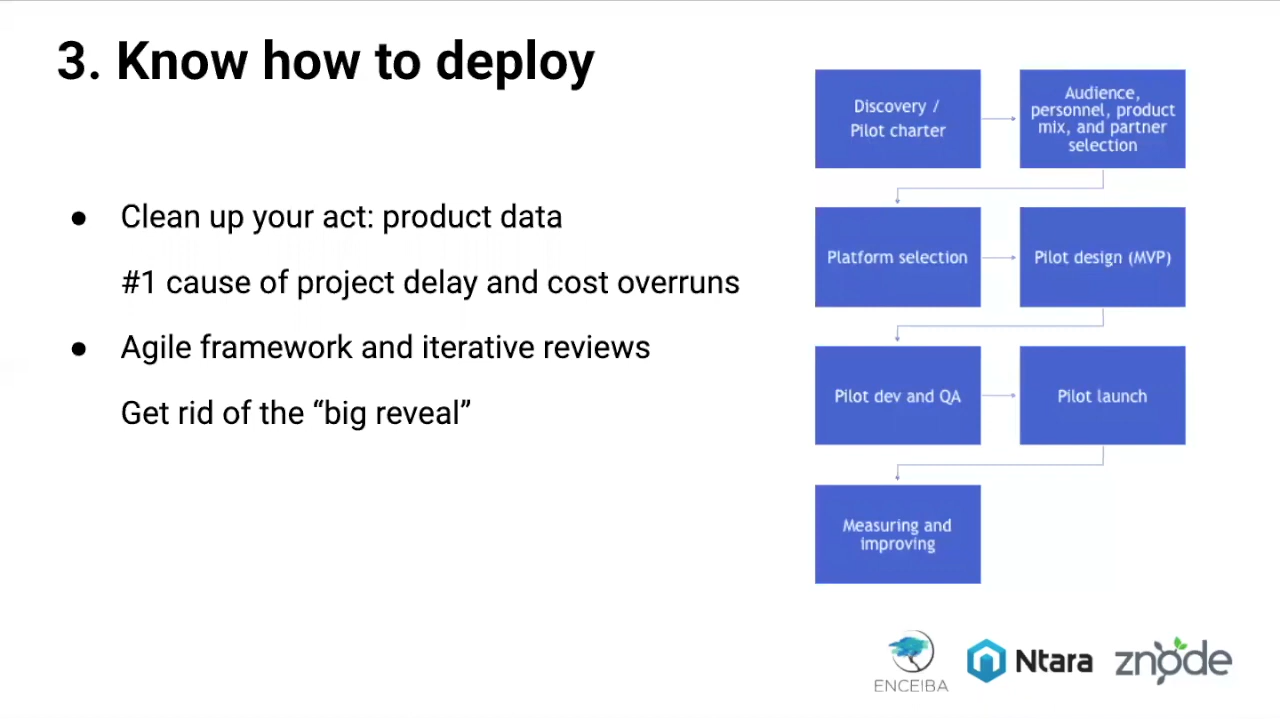 3. Know how to deploy
● Clean up your act: product data
#1 cause of project delay and cost overruns
● Agile framework and iterative reviews
Get rid of the “big reveal”
Discovery /
Pilot charter
Audience,
personnel, product
mix, and partner
selection
Platform selection
Pilot design (MVP)
Pilot dev and QA
Pilot launch
Measuring and
improving
ENCEIBA
Ntara
znode